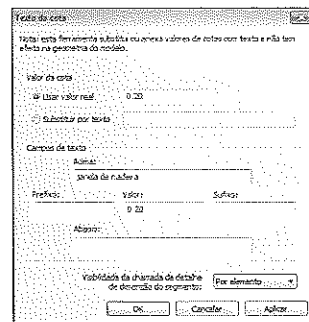 Texto da cota
Nota: esta ferramenta substitui ou anexa valores de cotas com texto e não tem
efeito na geometria do modelo.
Valor da cota
Usar valor real 0.20
Substituir por texto
Campos de texto
Acima:
janela de madeira
Prefixo: Valor: Sufixo:
0.20
Abaixo:
Visibilidade da chamada de detalhe
de dimensão do segmento: Por elemento
OK Cancelar Aplicar